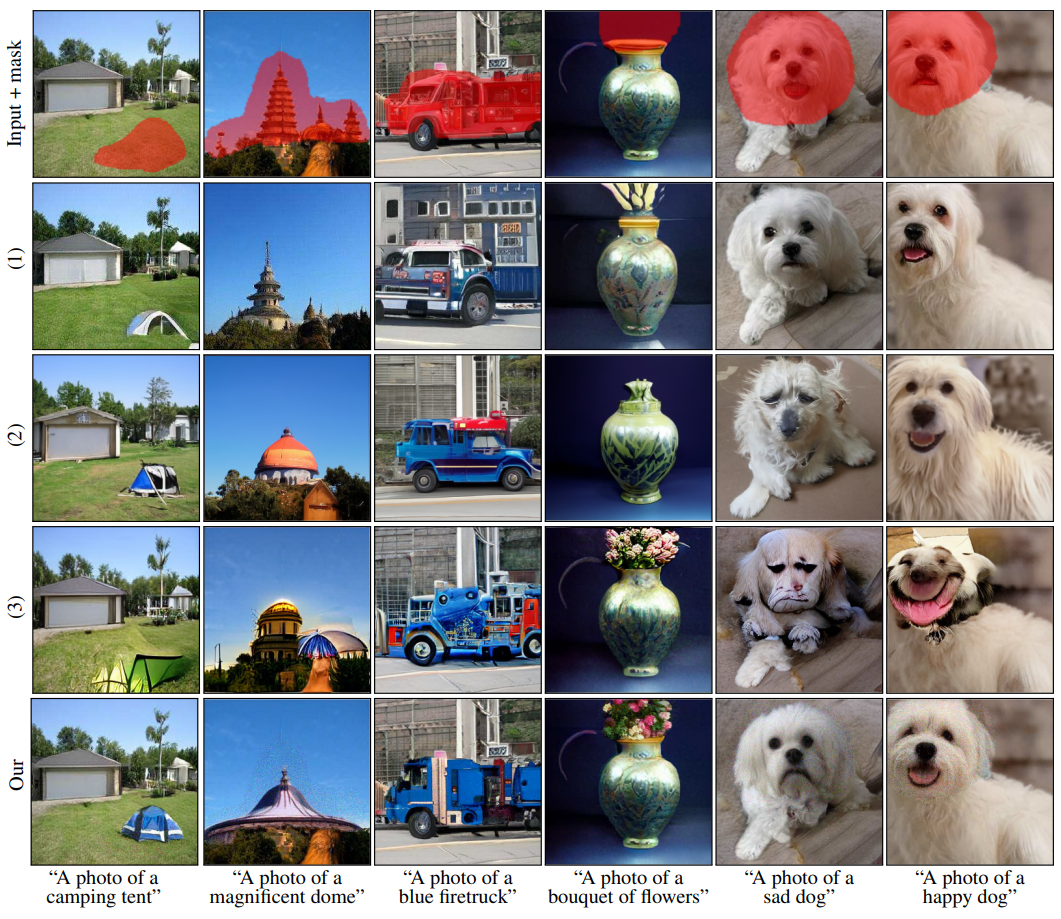 Input + mask
(1)
(2)
(3)
Our
“A photo of a
camping tent”
“A photo of a
magnificent dome”
“A photo of a
blue firetruck”
“A photo of a
bouquet of flowers”
“A photo of a
sad dog”
“A photo of a
happy dog”